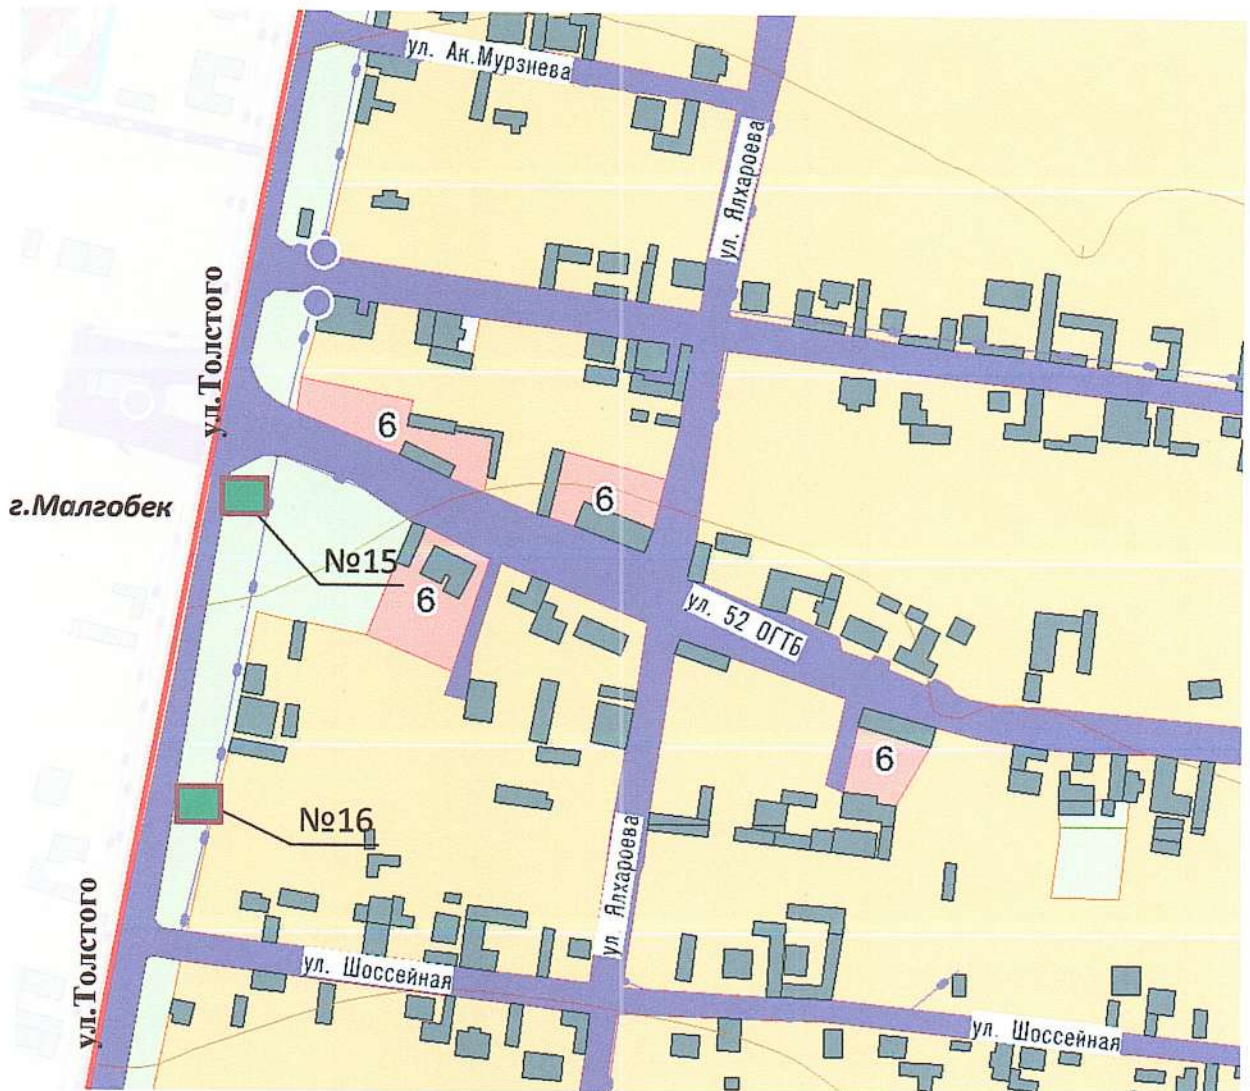 ул. Ак.Мурзиева
ул. Ялхароева
ул.Толстого
6
6
г.Малгобек
№15
6
ул. 52 ОГТБ
6
№16
ул. Ялхароева
ул.Толстого
ул. Шоссейная
ул. Шоссейная